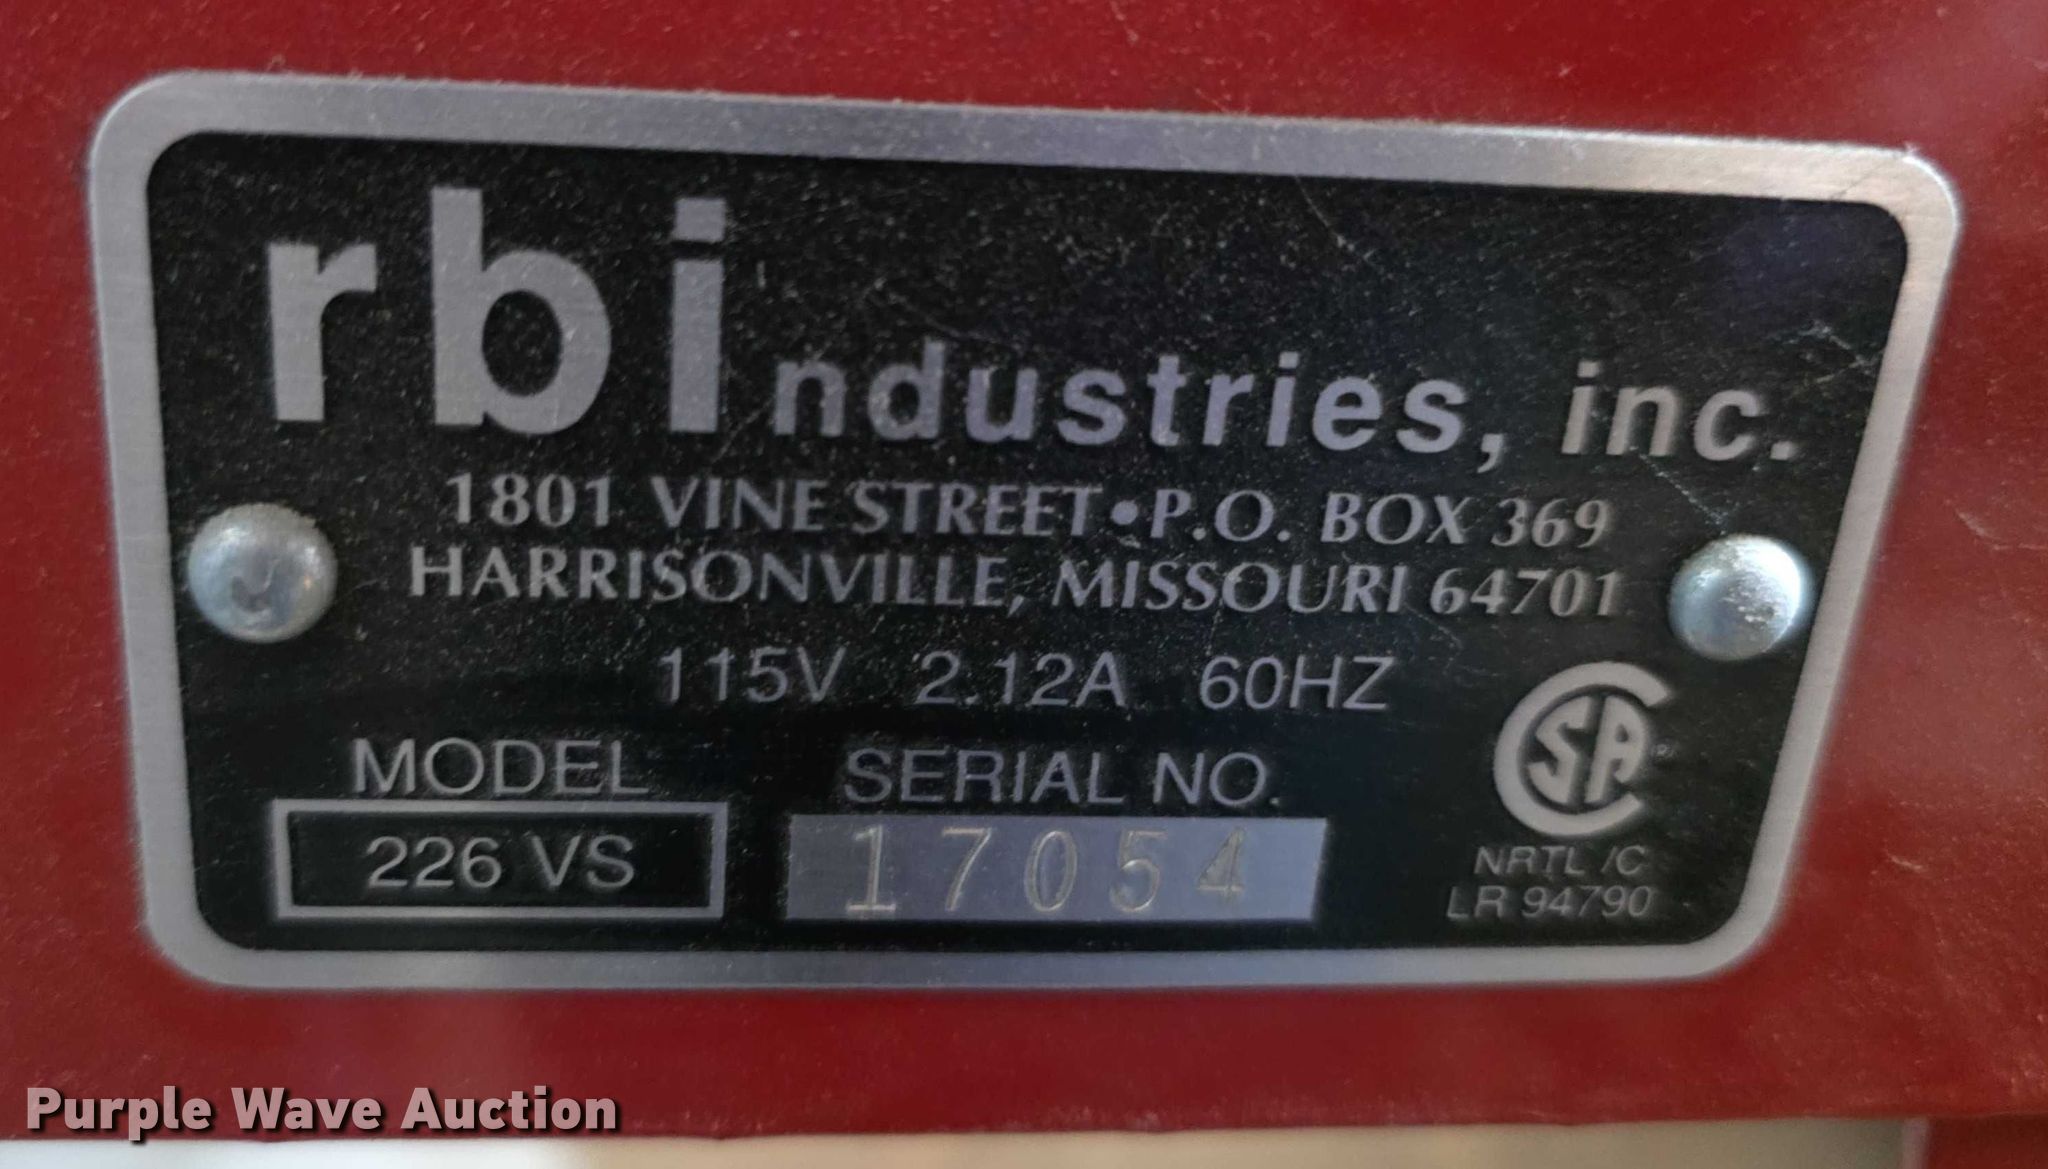 rbIndustries, inc.
1801 VINE STREET • P.O. BOX 369
HARRISONVILLE, MISSOURI 64701
115V 2.12A 60HZ
MODEL
226 VS
SERIAL NO.
17054
CSA ®
NRTL /C
LR 94790
Purple Wave Auction